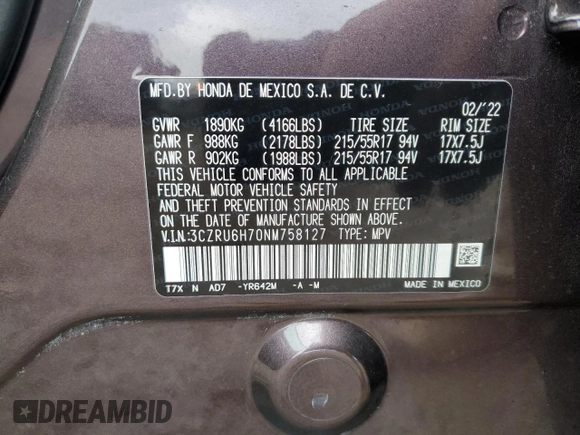 MFD.BY HONDA DE MEXICO S.A. DE C.V.
02/'22
GVWR 1890KG (4166LBS) TIRE SIZE RIM SIZE
GAWR F 988KG (2178LBS) 215/55R17 94V 17X7.5J
GAWR R 902KG (1988LBS) 215/55R17 94V 17X7.5J
THIS VEHICLE CONFORMS TO ALL APPLICABLE
FEDERAL MOTOR VEHICLE SAFETY
AND THEFT PREVENTION STANDARDS IN EFFECT
ON THE DATE OF MANUFACTURE SHOWN ABOVE.
V.I.N:3CZRU6H70NM758127 TYPE: MPV
T7X N AD7 -YR642M -A -M MADE IN MEXICO
DREAMBID